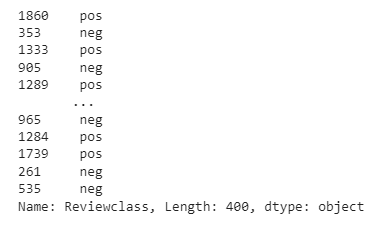 1860 pos
353 neg
1333 pos
905 neg
1289 pos
...
965 neg
1284 pos
1739 pos
261 neg
535 neg
Name: Reviewclass, Length: 400, dtype: object